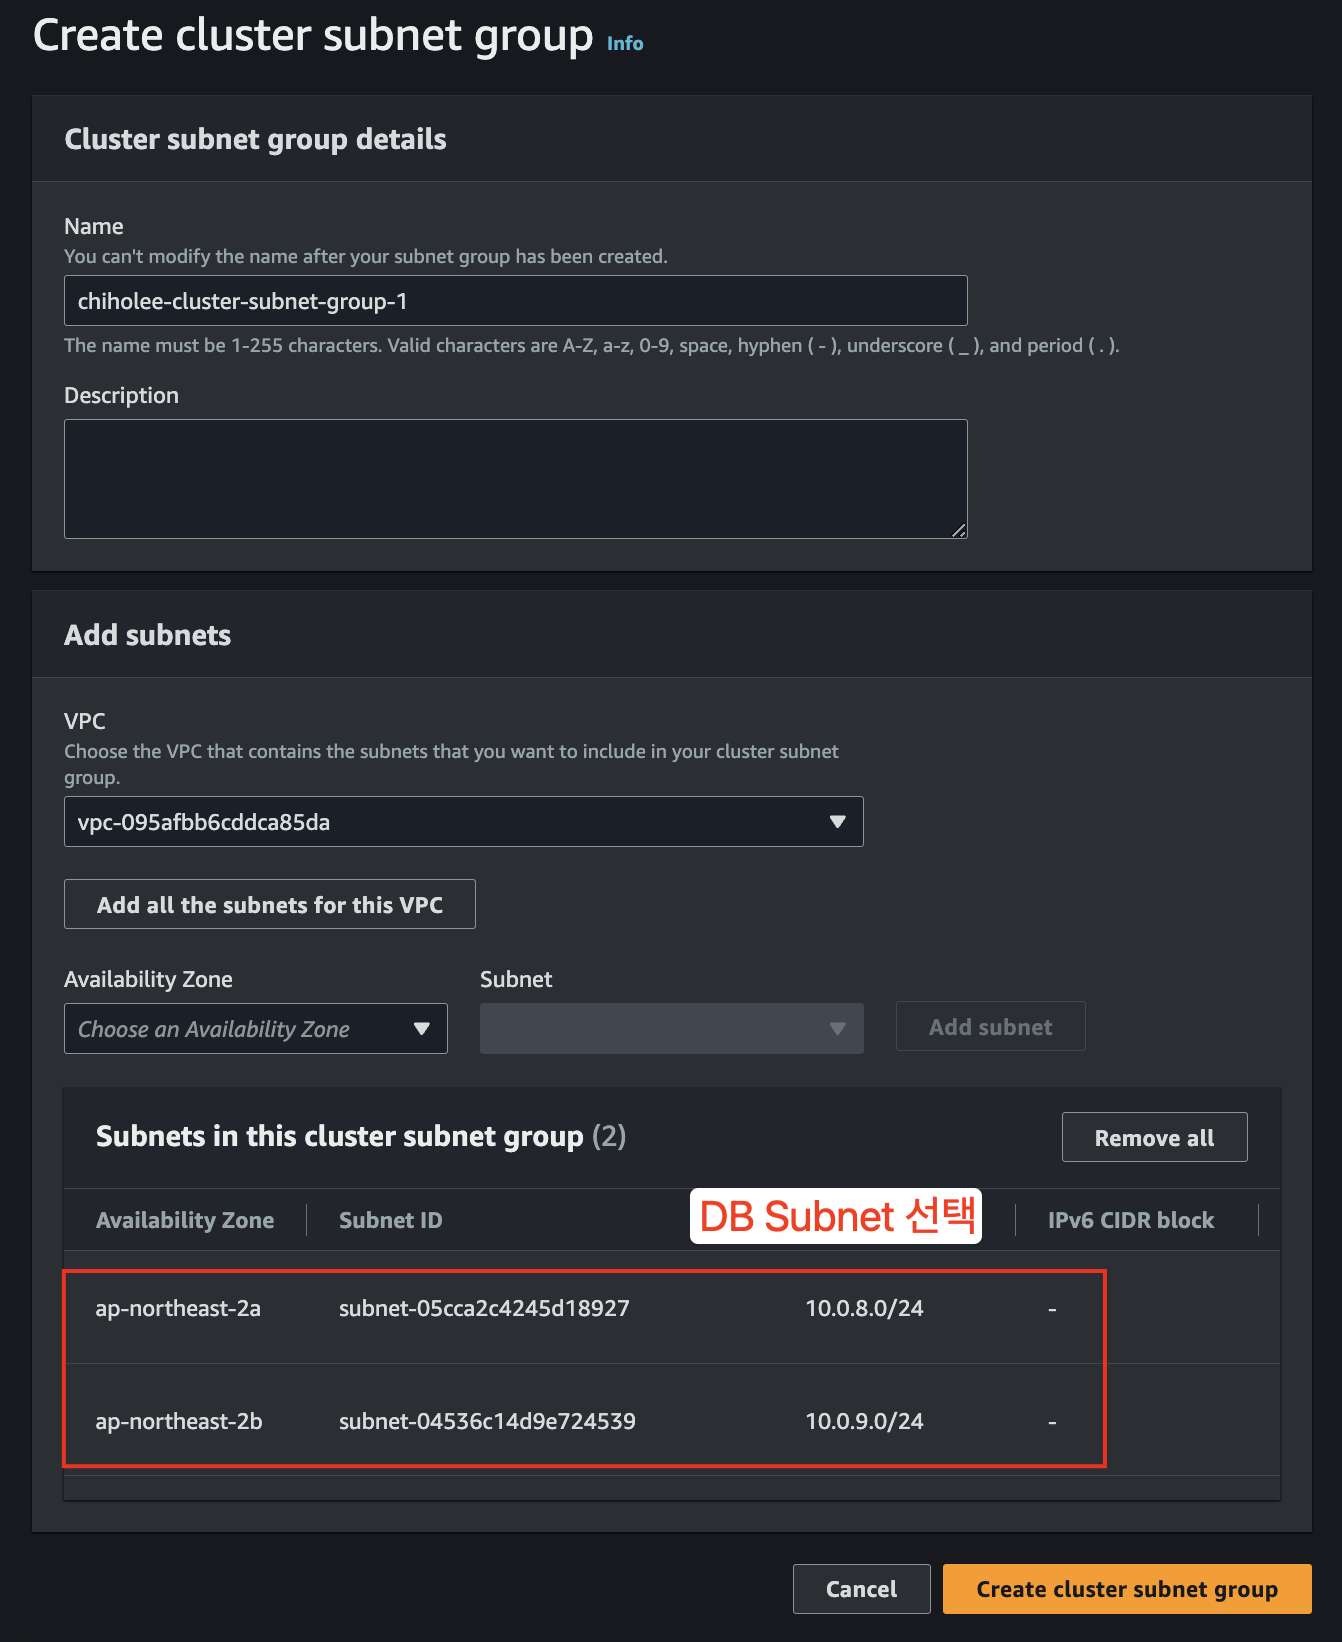 Create cluster subnet group Info
Cluster subnet group details
Name
You can't modify the name after your subnet group has been created.
chiholee-cluster-subnet-group-1
The name must be 1-255 characters. Valid characters are A-Z, a-z, 0-9, space, hyphen ( - ), underscore ( _ ), and period ( . ).
Description
Add subnets
VPC
Choose the VPC that contains the subnets that you want to include in your cluster subnet
group.
vpc-095afbb6cddca85da
Add all the subnets for this VPC
Availability Zone Subnet
Choose an Availability Zone Add subnet
Subnets in this cluster subnet group (2) Remove all
Availability Zone Subnet ID DB Subnet 선택 IPv6 CIDR block
ap-northeast-2a subnet-05cca2c4245d18927 10.0.8.0/24 -
ap-northeast-2b subnet-04536c14d9e724539 10.0.9.0/24 -
Cancel Create cluster subnet group